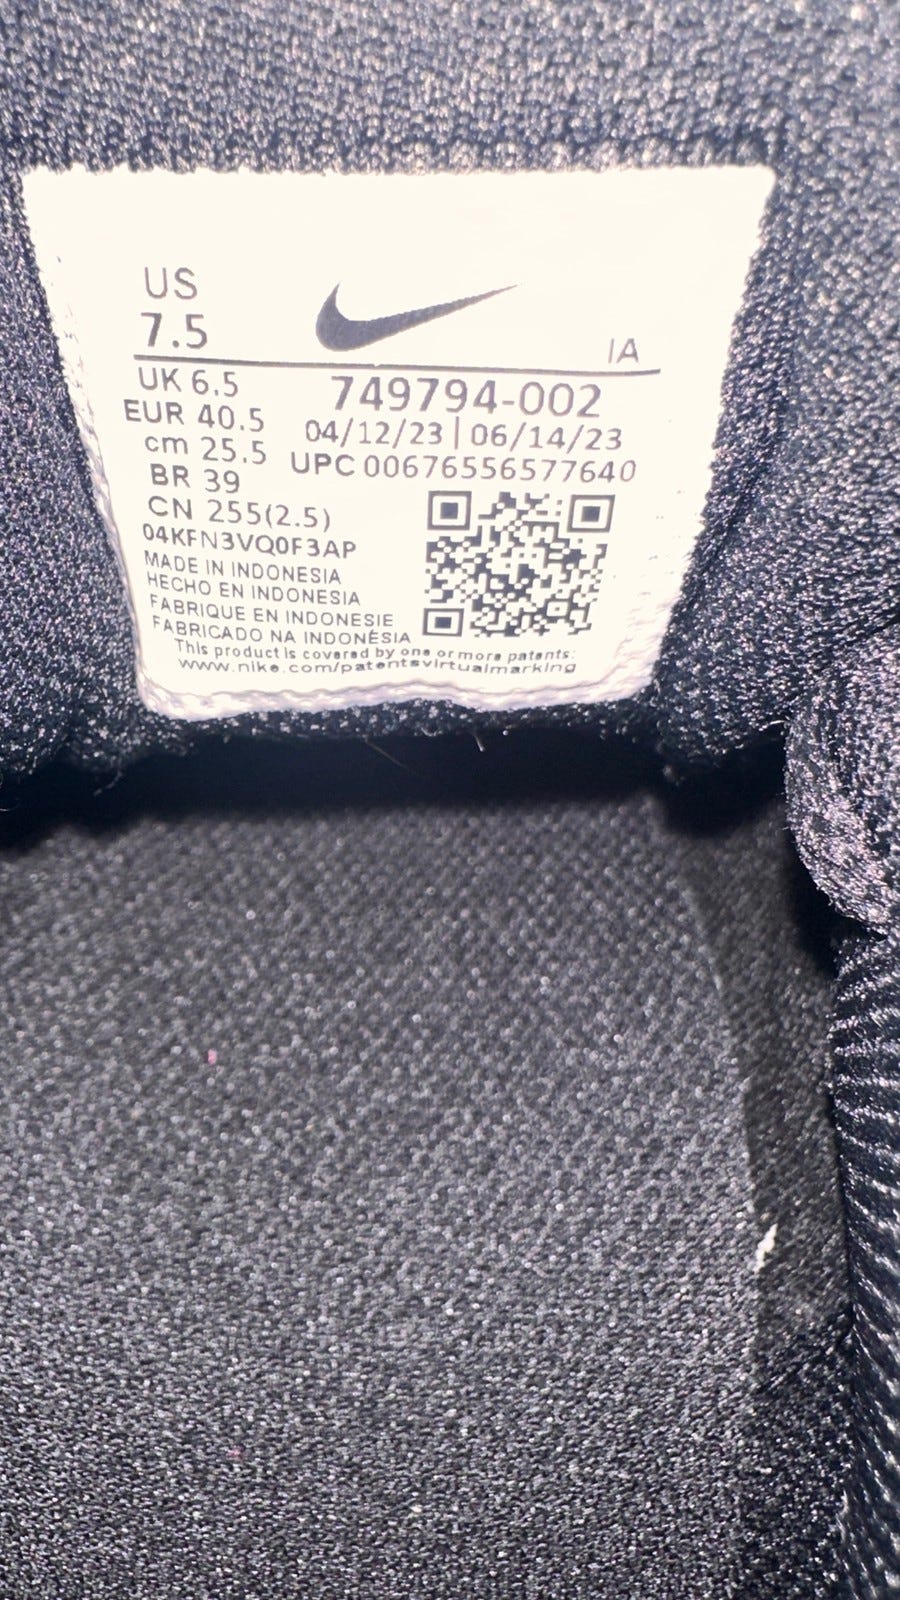 US
7.5
IA
UK 6.5
749794-002
EUR 40.5
04/12/23 | 06/14/23
cm 25.5
UPC 00676556577640
BR 39
CN 255(2.5)
04KFN3VQ0F3AP
MADE IN INDONESIA
HECHO EN INDONESIA
FABRIQUE EN INDONESIE
FABRICADO NA INDONÉSIA
This product is covered by one or more patents:
www.nike.com/patentsvirtualmarking